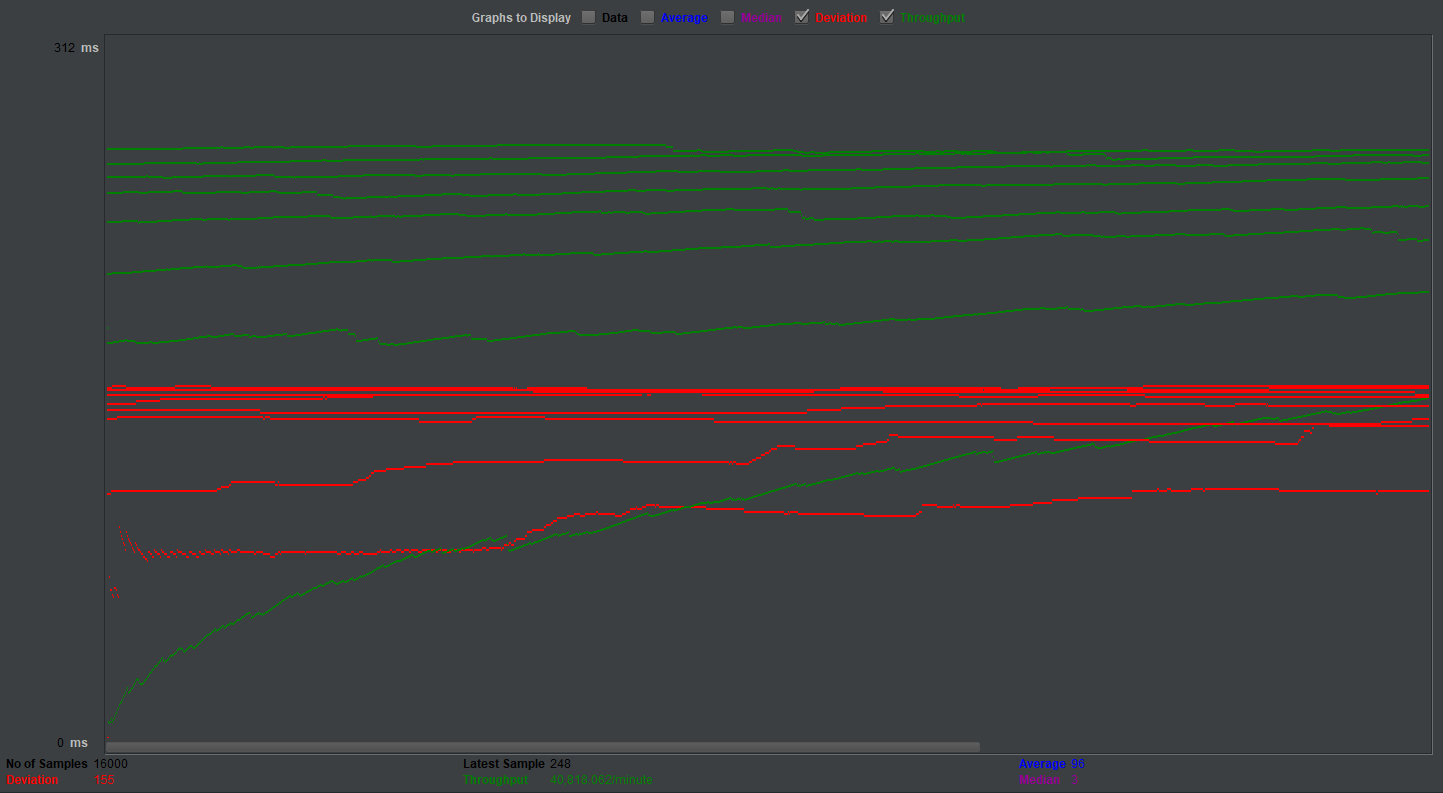 Graphs to Display Data Average Median Deviation Throughput
312 ms
0 ms
No of Samples 16000 Latest Sample 248 Average 96
Deviation 155 Throughput 40,818.062/minute Median